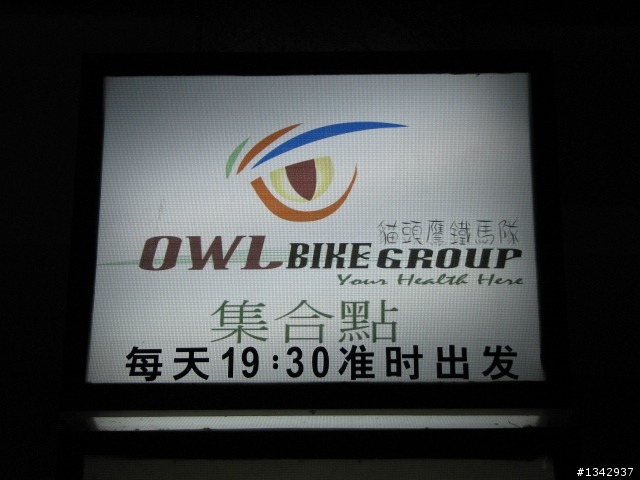 貓頭鷹鐵馬隊
OWL BIKE GROUP
Your Health Here
集合點
每天19:30准时出发
#1342937